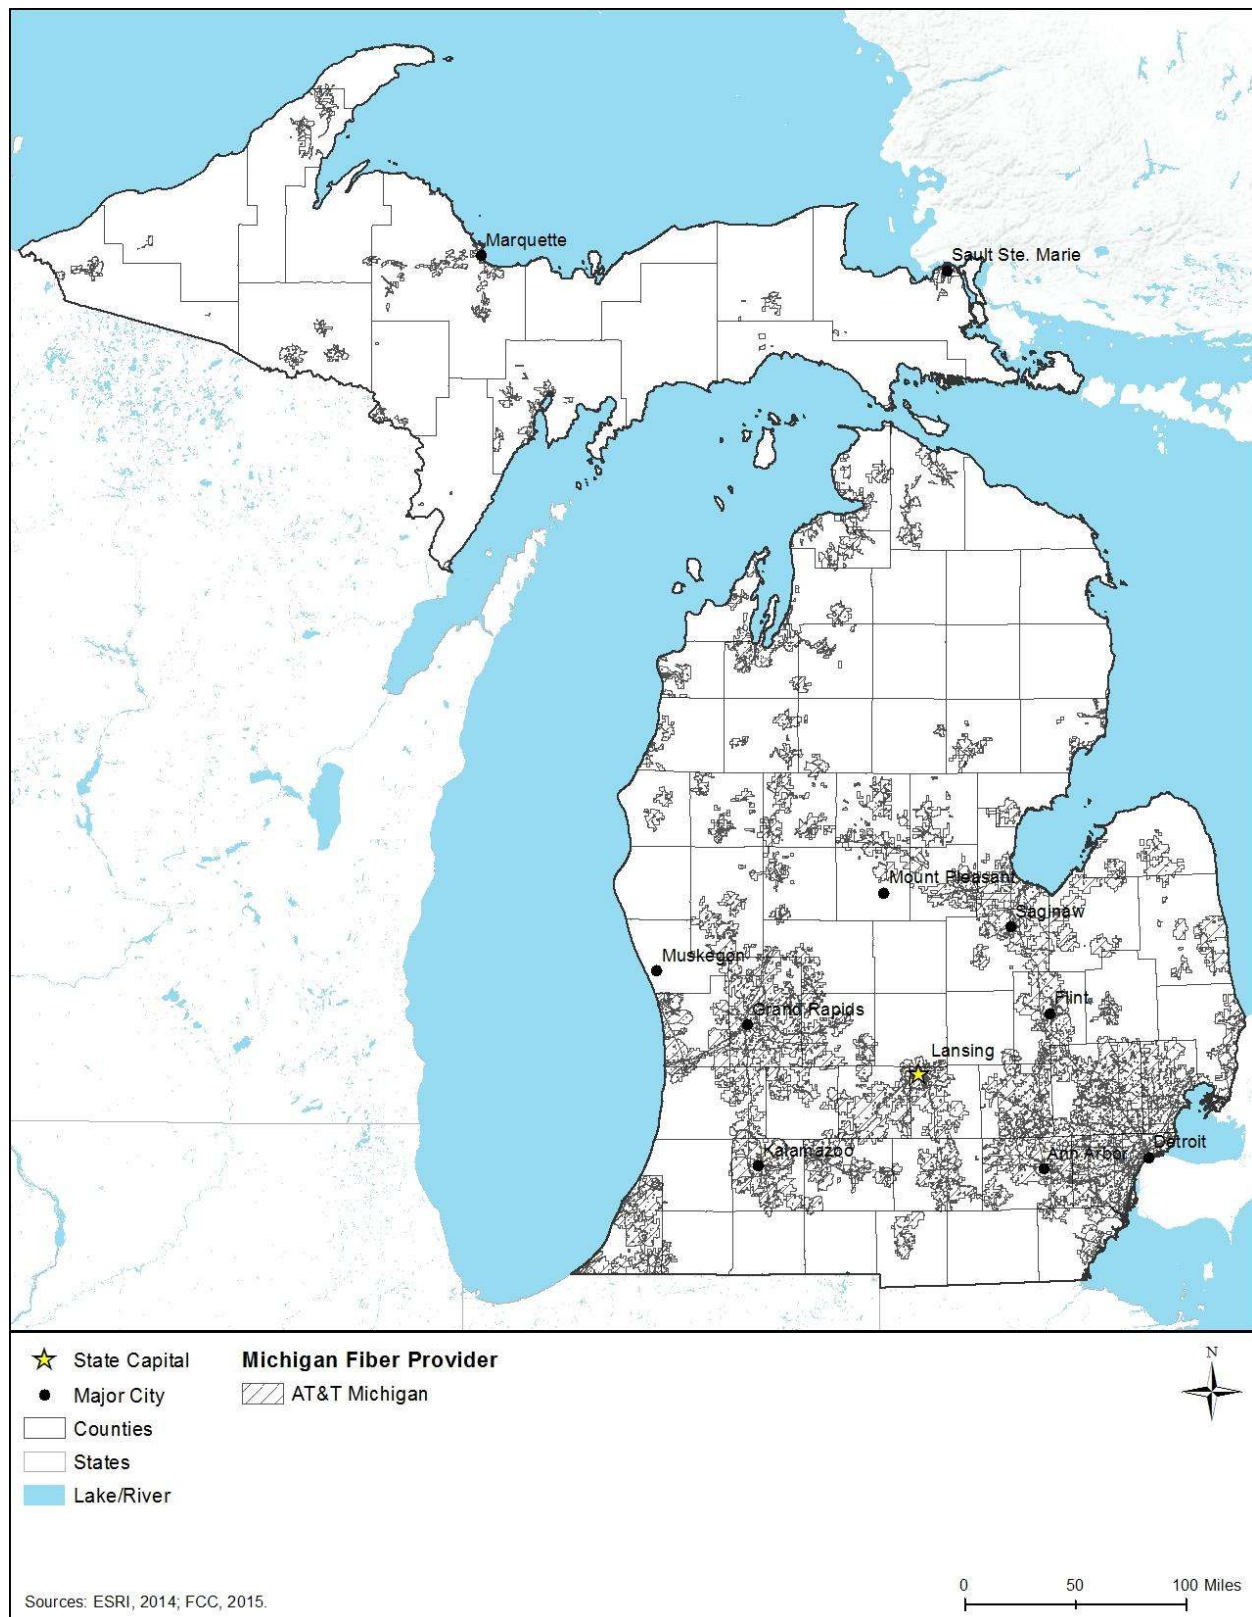 Marquette
Sault Ste. Marie
Mount Pleasant
Saginaw
Muskegon
Flint
Grand Rapids
Lansing
Kalamazoo
Ann Arbor
Detroit
State Capital
Major City
Counties
States
Lake/River
Michigan Fiber Provider
AT&T Michigan
N
Sources: ESRI, 2014; FCC, 2015.
0 50 100 Miles